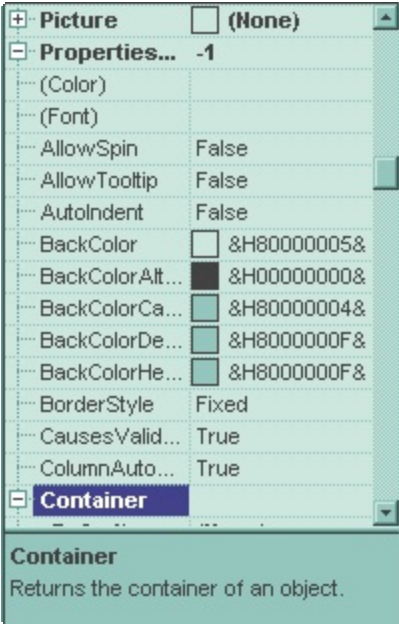 Picture (None)
Properties... -1
(Color)
(Font)
AllowSpin False
AllowTooltip False
AutoIndent False
BackColor &H80000005&
BackColorAlt... &H00000000&
BackColorCa... &H80000004&
BackColorDe... &H8000000F&
BackColorHe... &H8000000F&
BorderStyle Fixed
CausesValid... True
ColumnAuto... True
Container
Container
Returns the container of an object.